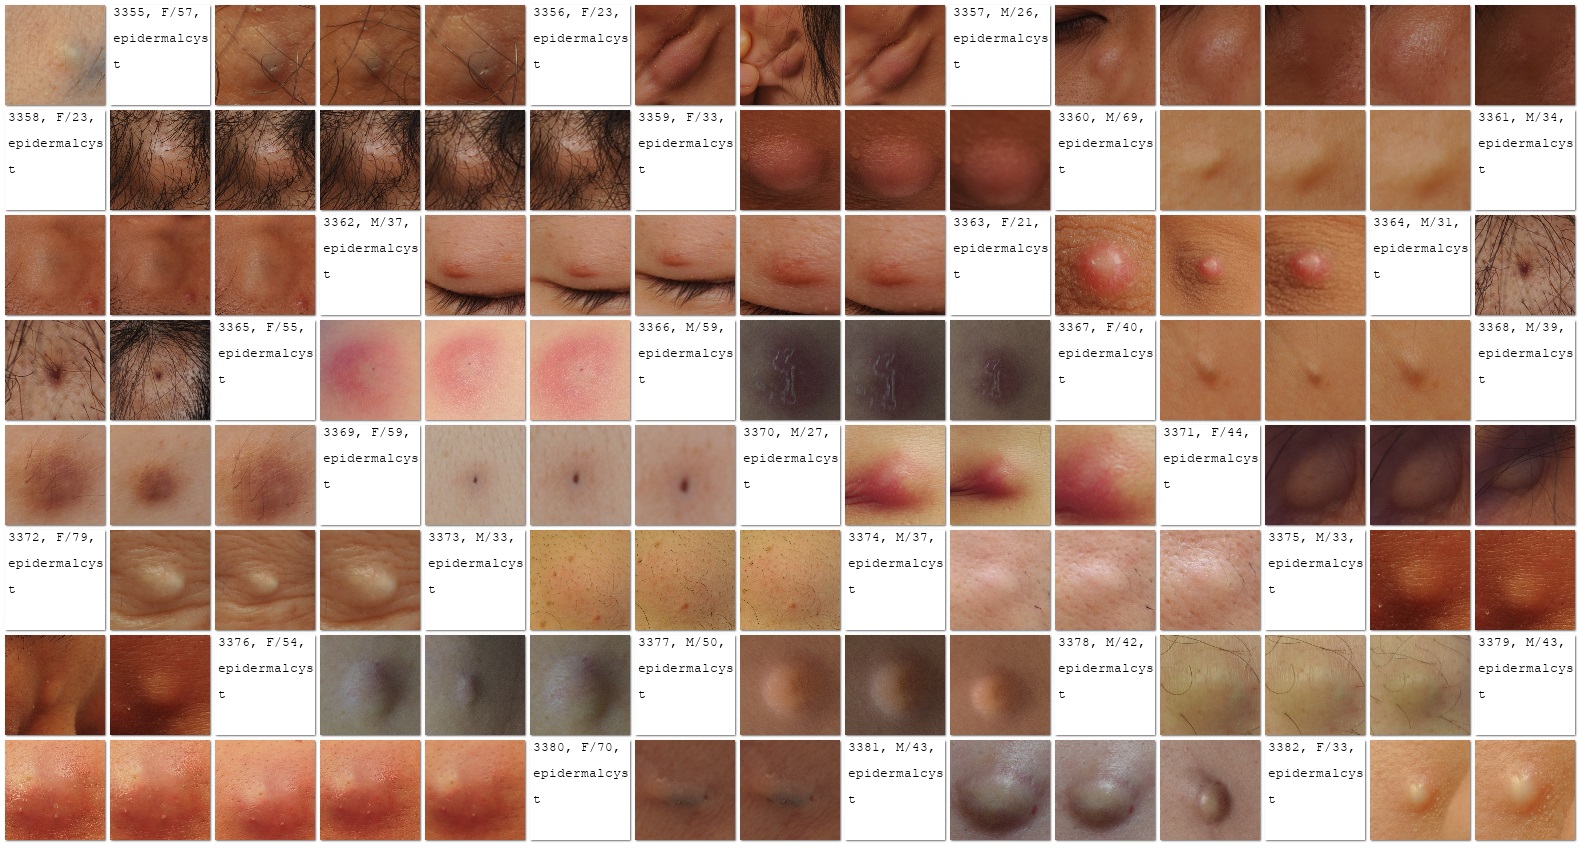 3355, F/57,
epidermalcys
t
3356, F/23,
epidermalcys
t
3357, M/26,
epidermalcys
t
3358, F/23,
epidermalcys
t
3359, F/33,
epidermalcys
t
3360, M/69,
epidermalcys
t
3361, M/34,
epidermalcys
t
3362, M/37,
epidermalcys
t
3363, F/21,
epidermalcys
t
3364, M/31,
epidermalcys
t
3365, F/55,
epidermalcys
t
3366, M/59,
epidermalcys
t
3367, F/40,
epidermalcys
t
3368, M/39,
epidermalcys
t
3369, F/59,
epidermalcys
t
3370, M/27,
epidermalcys
t
3371, F/44,
epidermalcys
t
3372, F/79,
epidermalcys
t
3373, M/33,
epidermalcys
t
3374, M/37,
epidermalcys
t
3375, M/33,
epidermalcys
t
3376, F/54,
epidermalcys
t
3377, M/50,
epidermalcys
t
3378, M/42,
epidermalcys
t
3379, M/43,
epidermalcys
t
3380, F/70,
epidermalcys
t
3381, M/43,
epidermalcys
t
3382, F/33,
epidermalcys
t